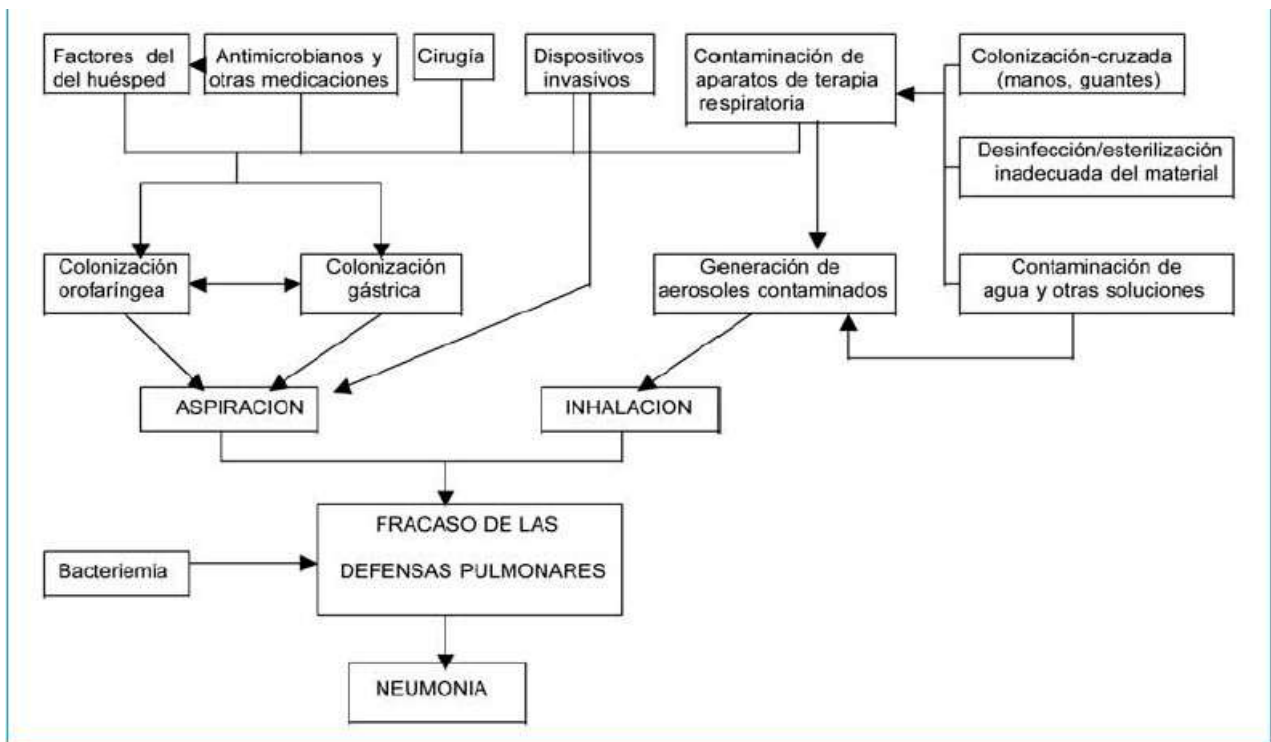 Factores del
del huésped
Antimicrobianos y
otras medicaciones
Cirugía
Dispositivos
invasivos
Contaminación de
aparatos de terapia
respiratoria
Colonización-cruzada
(manos, guantes)
Desinfección/esterilización
inadecuada del material
Colonización
orofaríngea
Colonización
gástrica
Generación de
aerosoles contaminados
Contaminación de
agua y otras soluciones
ASPIRACION
INHALACION
FRACASO DE LAS
DEFENSAS PULMONARES
Bacteriemia
NEUMONIA